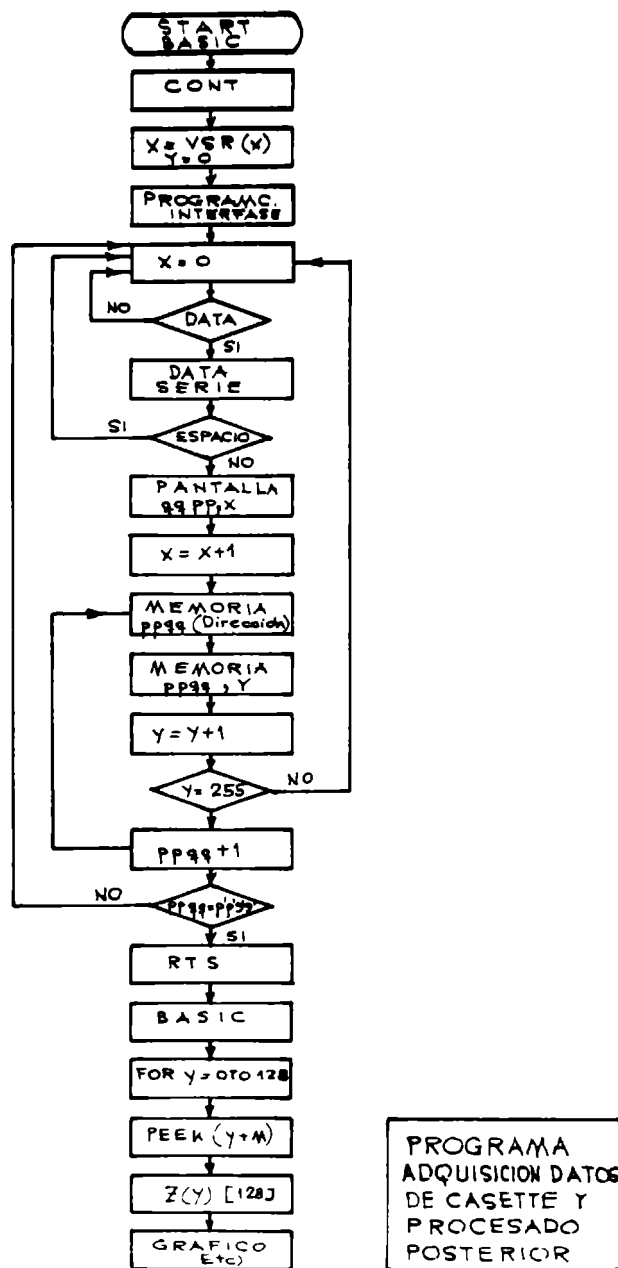 START
BASIC
CONT
X = VSR (X)
Y = 0
PROGRAMC.
INTERFASE
X = 0
NO
DATA
SI
DATA
SERIE
SI
ESPACIO
NO
PANTALLA
qq pp, X
X = X+1
MEMORIA
ppqq (Dirección)
MEMORIA
ppqq , Y
Y = Y+1
Y = 255
NO
ppqq +1
NO
ppqq = p'p'q'q'
SI
RTS
BASIC
FOR Y = 0 TO 128
PEEK (Y+M)
Z(Y) [128]
GRAFICO
Etc)
PROGRAMA
ADQUISICION DATOS
DE CASETTE Y
PROCESADO
POSTERIOR